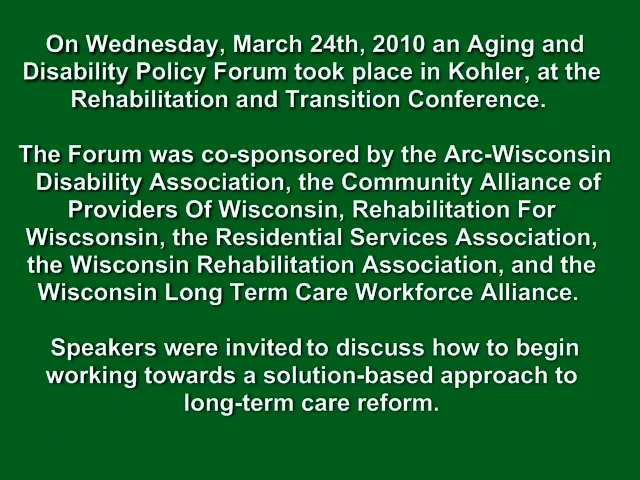 On Wednesday, March 24th, 2010 an Aging and
Disability Policy Forum took place in Kohler, at the
Rehabilitation and Transition Conference.
The Forum was co-sponsored by the Arc-Wisconsin
Disability Association, the Community Alliance of
Providers Of Wisconsin, Rehabilitation For
Wiscsonsin, the Residential Services Association,
the Wisconsin Rehabilitation Association, and the
Wisconsin Long Term Care Workforce Alliance.
Speakers were invited to discuss how to begin
working towards a solution-based approach to
long-term care reform.